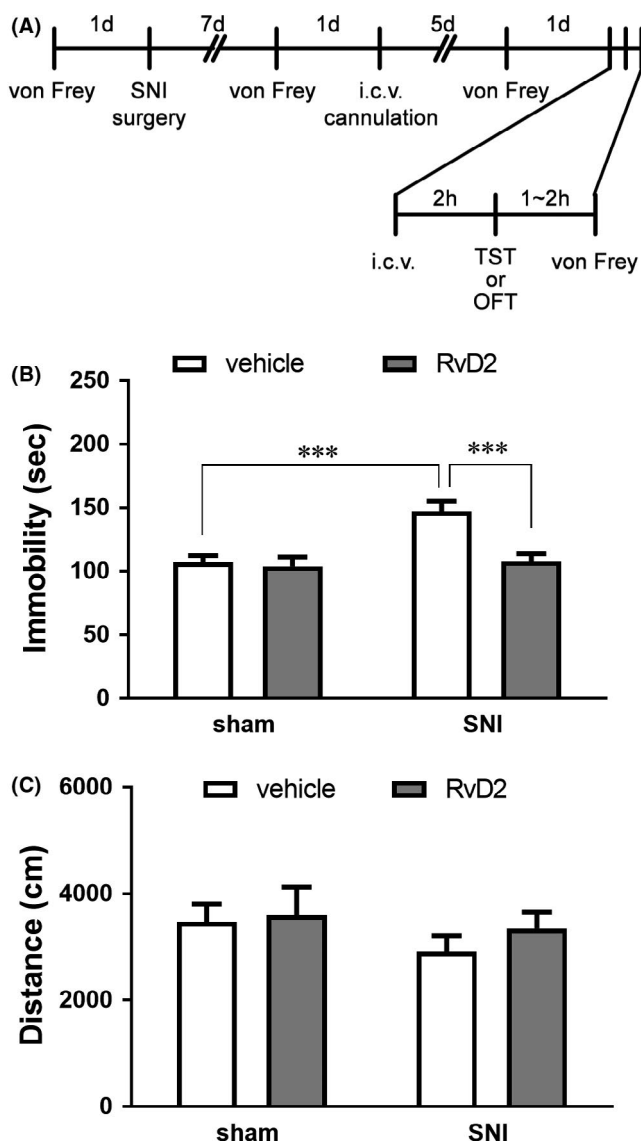 (A)
1d 7d 1d 5d 1d
von Frey SNI surgery von Frey i.c.v. cannulation von Frey
2h 1~2h
i.c.v. TST or OFT von Frey
(B)
vehicle RvD2
Immobility (sec)
250
200
150
100
50
0
*** ***
sham SNI
(C)
vehicle RvD2
Distance (cm)
6000
4000
2000
0
sham SNI